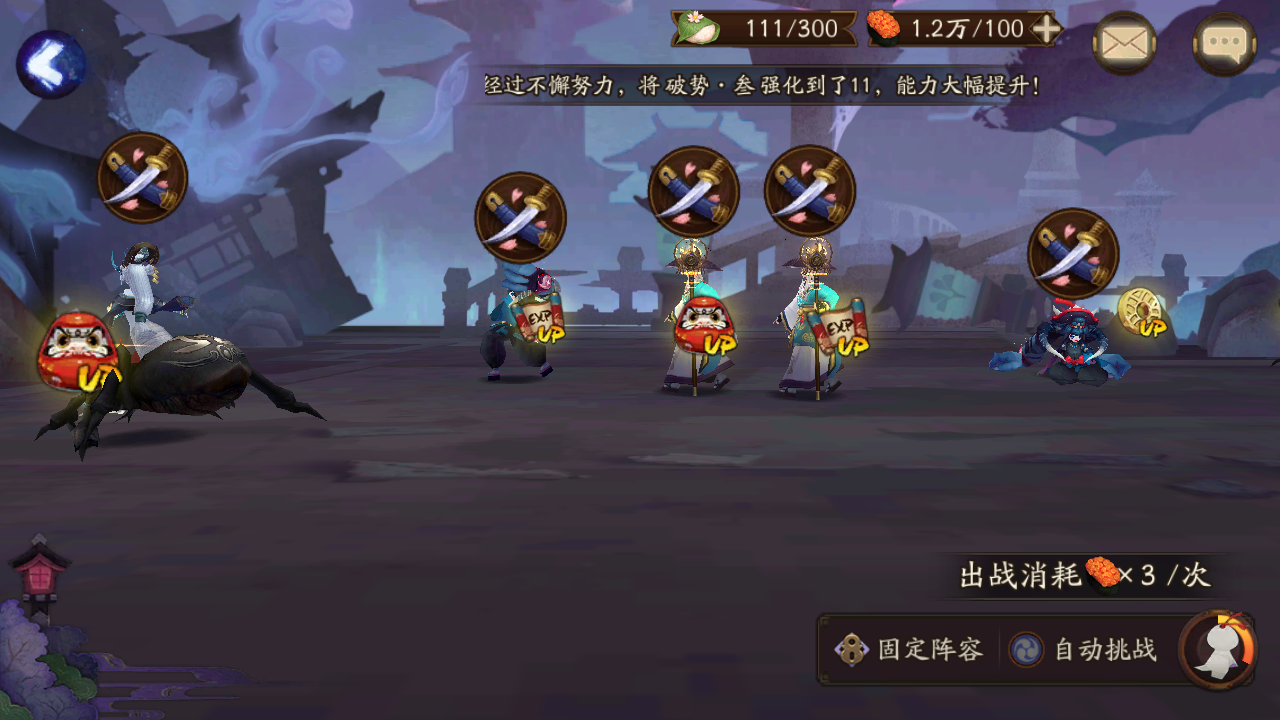 111/300
1.2万/100
经过不懈努力，将 破势·叁 强化到了11，能力大幅提升！
UP
EXP
UP
UP
EXP
UP
UP
出战消耗 ×3 /次
固定阵容
自动挑战